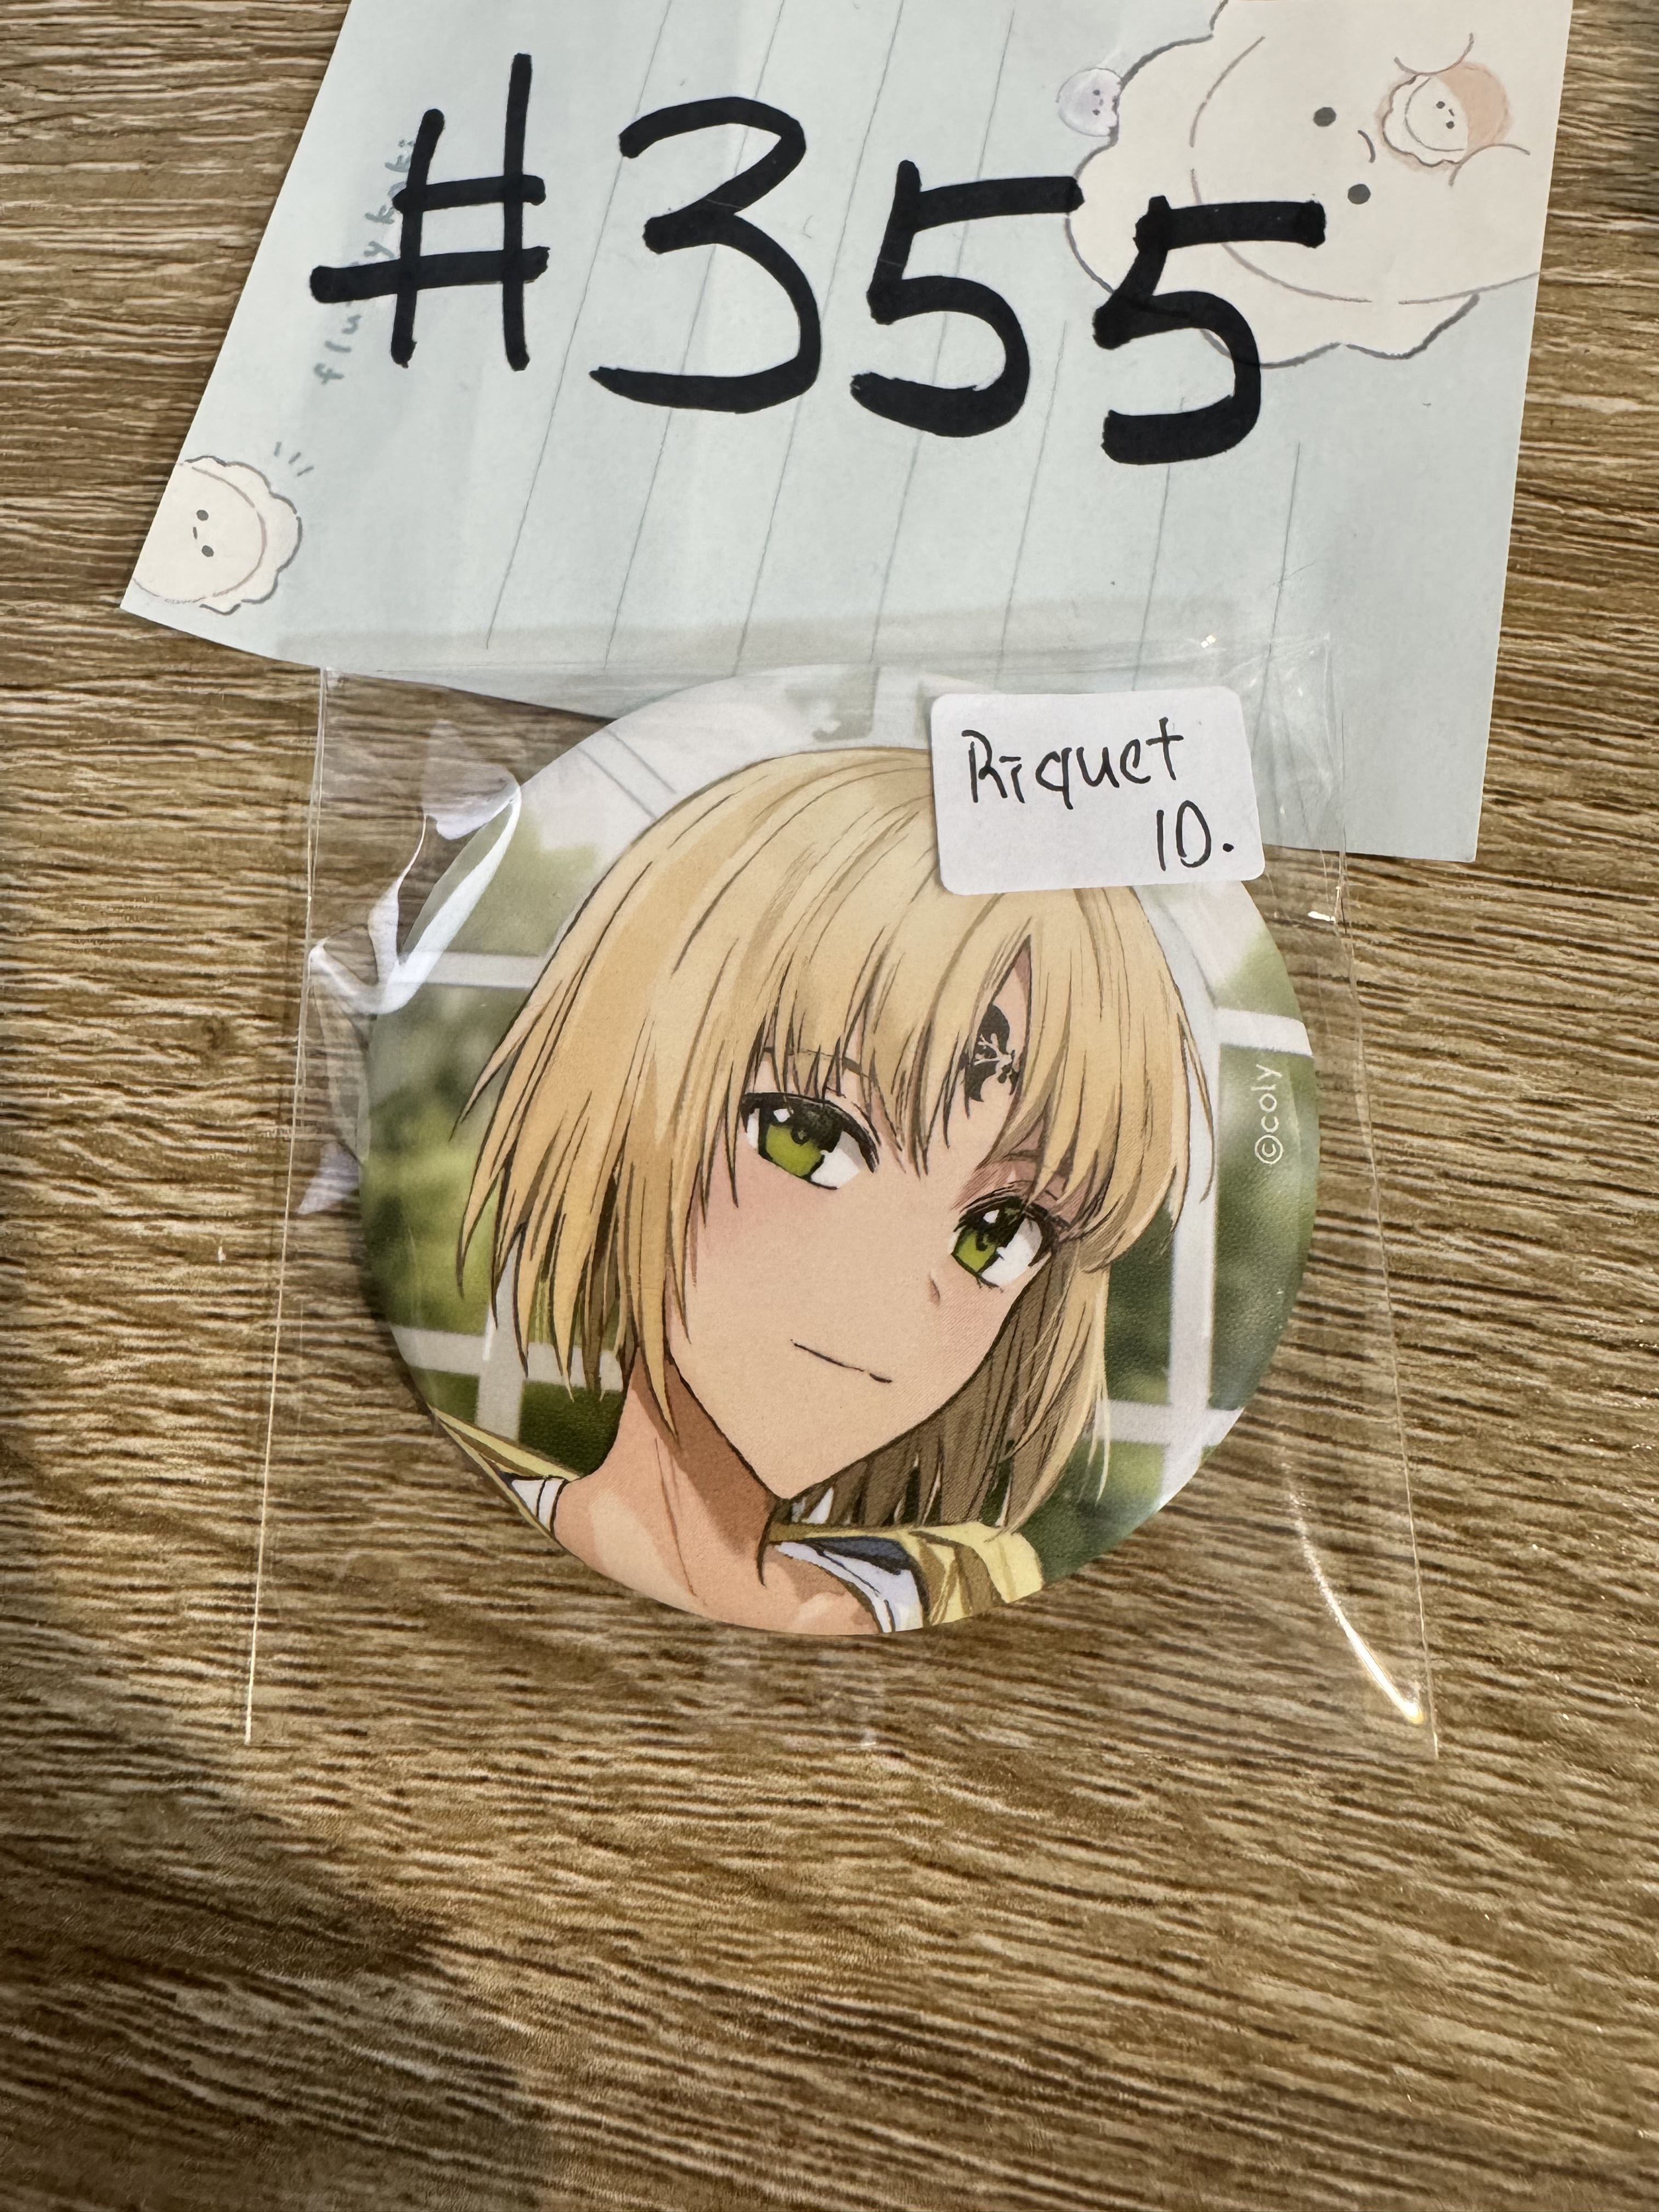 #355
fluffy kaki
Riquet
10.
©coly